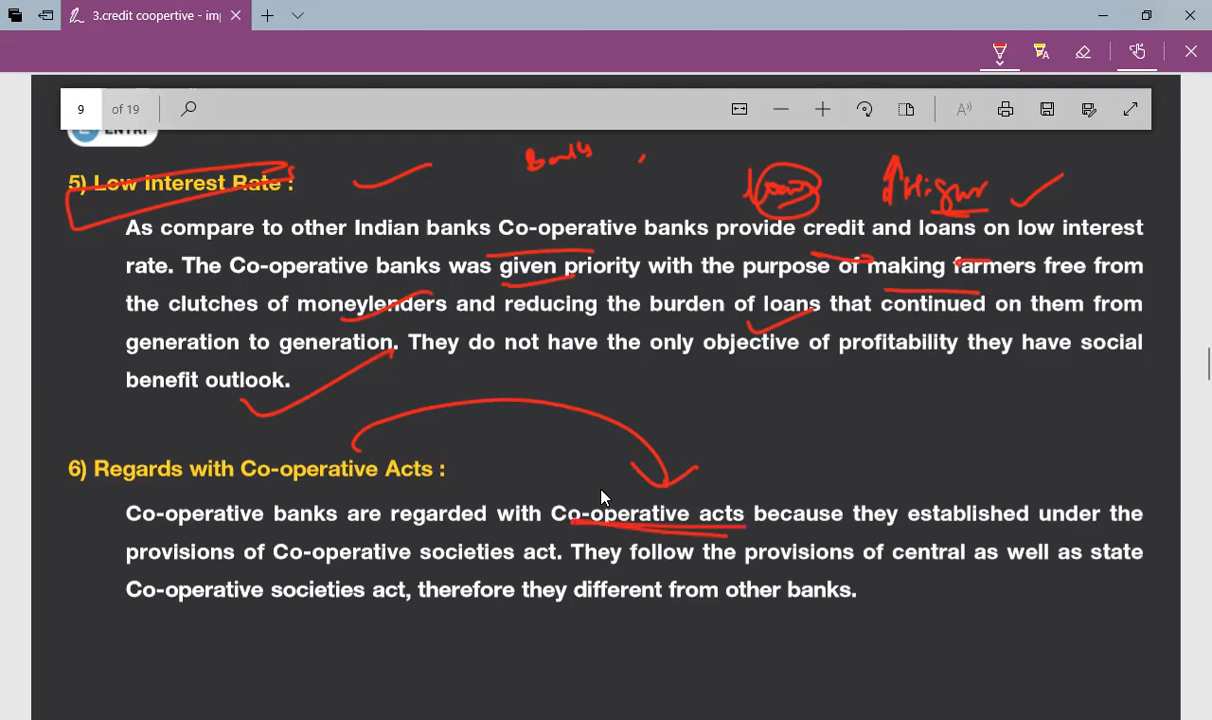 3.credit coopertive - imp
9 of 19
ENTRI
Banks
loans Higher
5) Low Interest Rate :
As compare to other Indian banks Co-operative banks provide credit and loans on low interest
rate. The Co-operative banks was given priority with the purpose of making farmers free from
the clutches of moneylenders and reducing the burden of loans that continued on them from
generation to generation. They do not have the only objective of profitability they have social
benefit outlook.
6) Regards with Co-operative Acts :
Co-operative banks are regarded with Co-operative acts because they established under the
provisions of Co-operative societies act. They follow the provisions of central as well as state
Co-operative societies act, therefore they different from other banks.